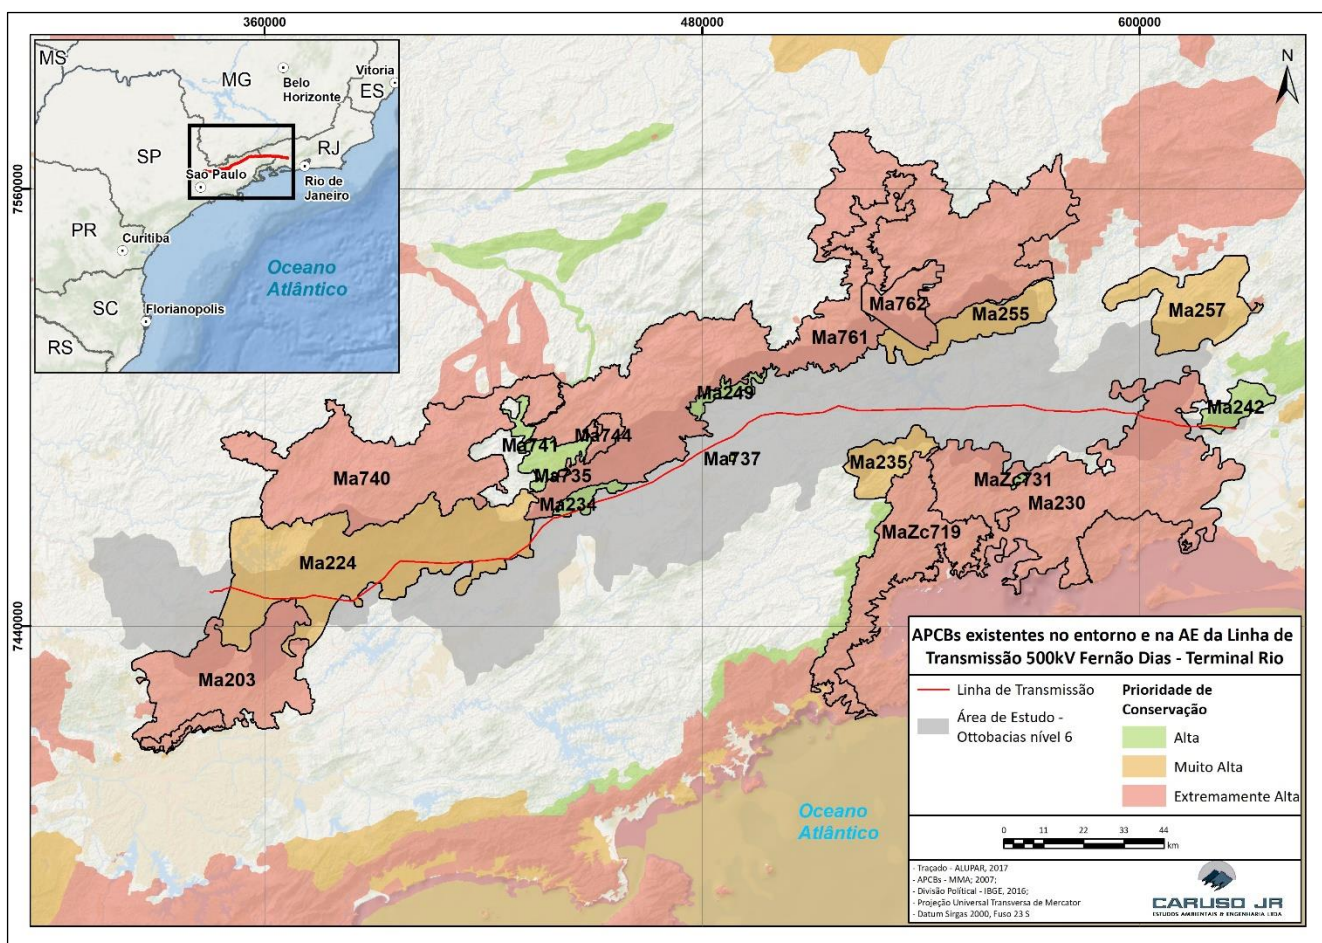 360000
480000
600000
7560000
7440000
MS
MG
Belo
Horizonte
Vitoria
ES
SP
RJ
Sao Paulo
Rio de
Janeiro
PR
Curitiba
Oceano
Atlântico
SC
Florianopolis
RS
N
Ma762
Ma255
Ma257
Ma761
Ma249
Ma242
Ma744
Ma741
Ma737
Ma235
Ma740
Ma735
MaZc731
Ma234
Ma230
MaZc719
Ma224
Ma203
Oceano
Atlântico
APCBs existentes no entorno e na AE da Linha de
Transmissão 500kV Fernão Dias - Terminal Rio
Linha de Transmissão
Área de Estudo -
Ottobacias nível 6
Prioridade de
Conservação
Alta
Muito Alta
Extremamente Alta
0 11 22 33 44
km
- Traçado - ALUPAR, 2017
- APCBs - MMA; 2007;
- Divisão Polítical - IBGE, 2016;
- Projeção Universal Transversa de Mercator
- Datum Sirgas 2000, Fuso 23 S
CARUSO JR
ESTUDOS AMBIENTAIS & ENGENHARIA LTDA